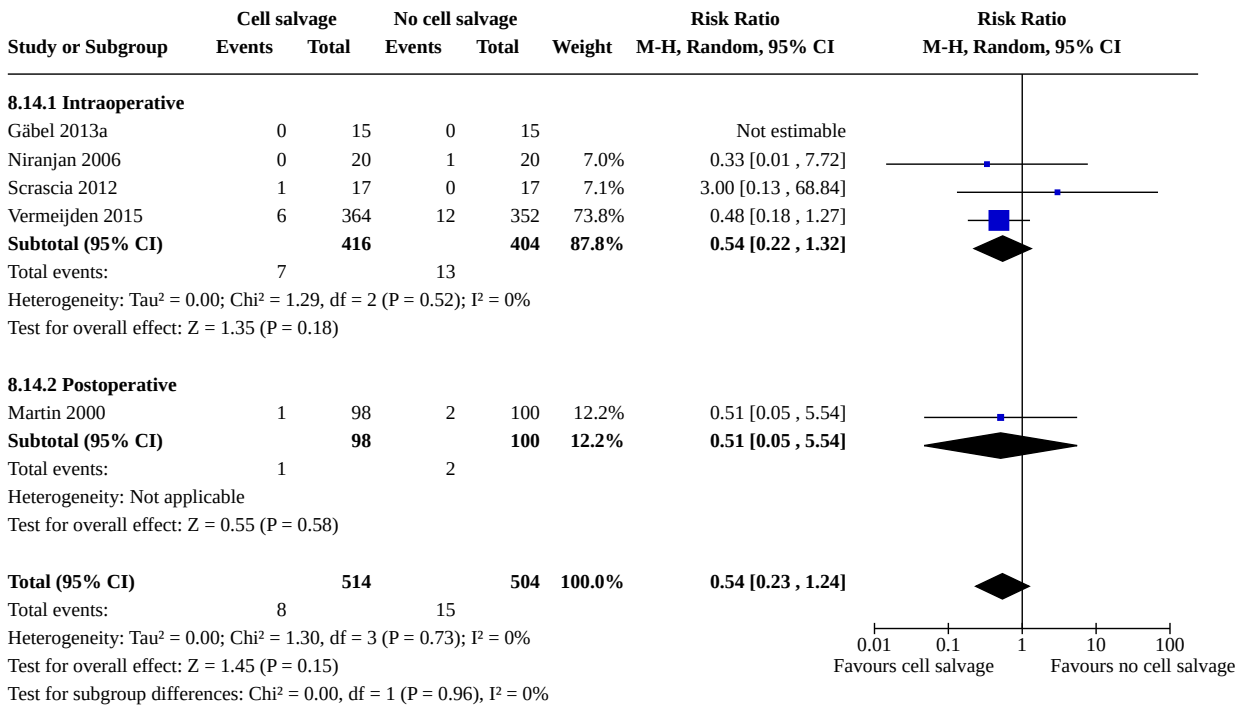 Cell salvage No cell salvage Risk Ratio Risk Ratio
Study or Subgroup Events Total Events Total Weight M-H, Random, 95% CI M-H, Random, 95% CI
8.14.1 Intraoperative
Gäbel 2013a 0 15 0 15 Not estimable
Niranjan 2006 0 20 1 20 7.0% 0.33 [0.01 , 7.72]
Scrascia 2012 1 17 0 17 7.1% 3.00 [0.13 , 68.84]
Vermeijden 2015 6 364 12 352 73.8% 0.48 [0.18 , 1.27]
Subtotal (95% CI) 416 404 87.8% 0.54 [0.22 , 1.32]
Total events: 7 13
Heterogeneity: Tau² = 0.00; Chi² = 1.29, df = 2 (P = 0.52); I² = 0%
Test for overall effect: Z = 1.35 (P = 0.18)
8.14.2 Postoperative
Martin 2000 1 98 2 100 12.2% 0.51 [0.05 , 5.54]
Subtotal (95% CI) 98 100 12.2% 0.51 [0.05 , 5.54]
Total events: 1 2
Heterogeneity: Not applicable
Test for overall effect: Z = 0.55 (P = 0.58)
Total (95% CI) 514 504 100.0% 0.54 [0.23 , 1.24]
Total events: 8 15
Heterogeneity: Tau² = 0.00; Chi² = 1.30, df = 3 (P = 0.73); I² = 0%
0.01 0.1 1 10 100
Test for overall effect: Z = 1.45 (P = 0.15)
Favours cell salvage Favours no cell salvage
Test for subgroup differences: Chi² = 0.00, df = 1 (P = 0.96), I² = 0%